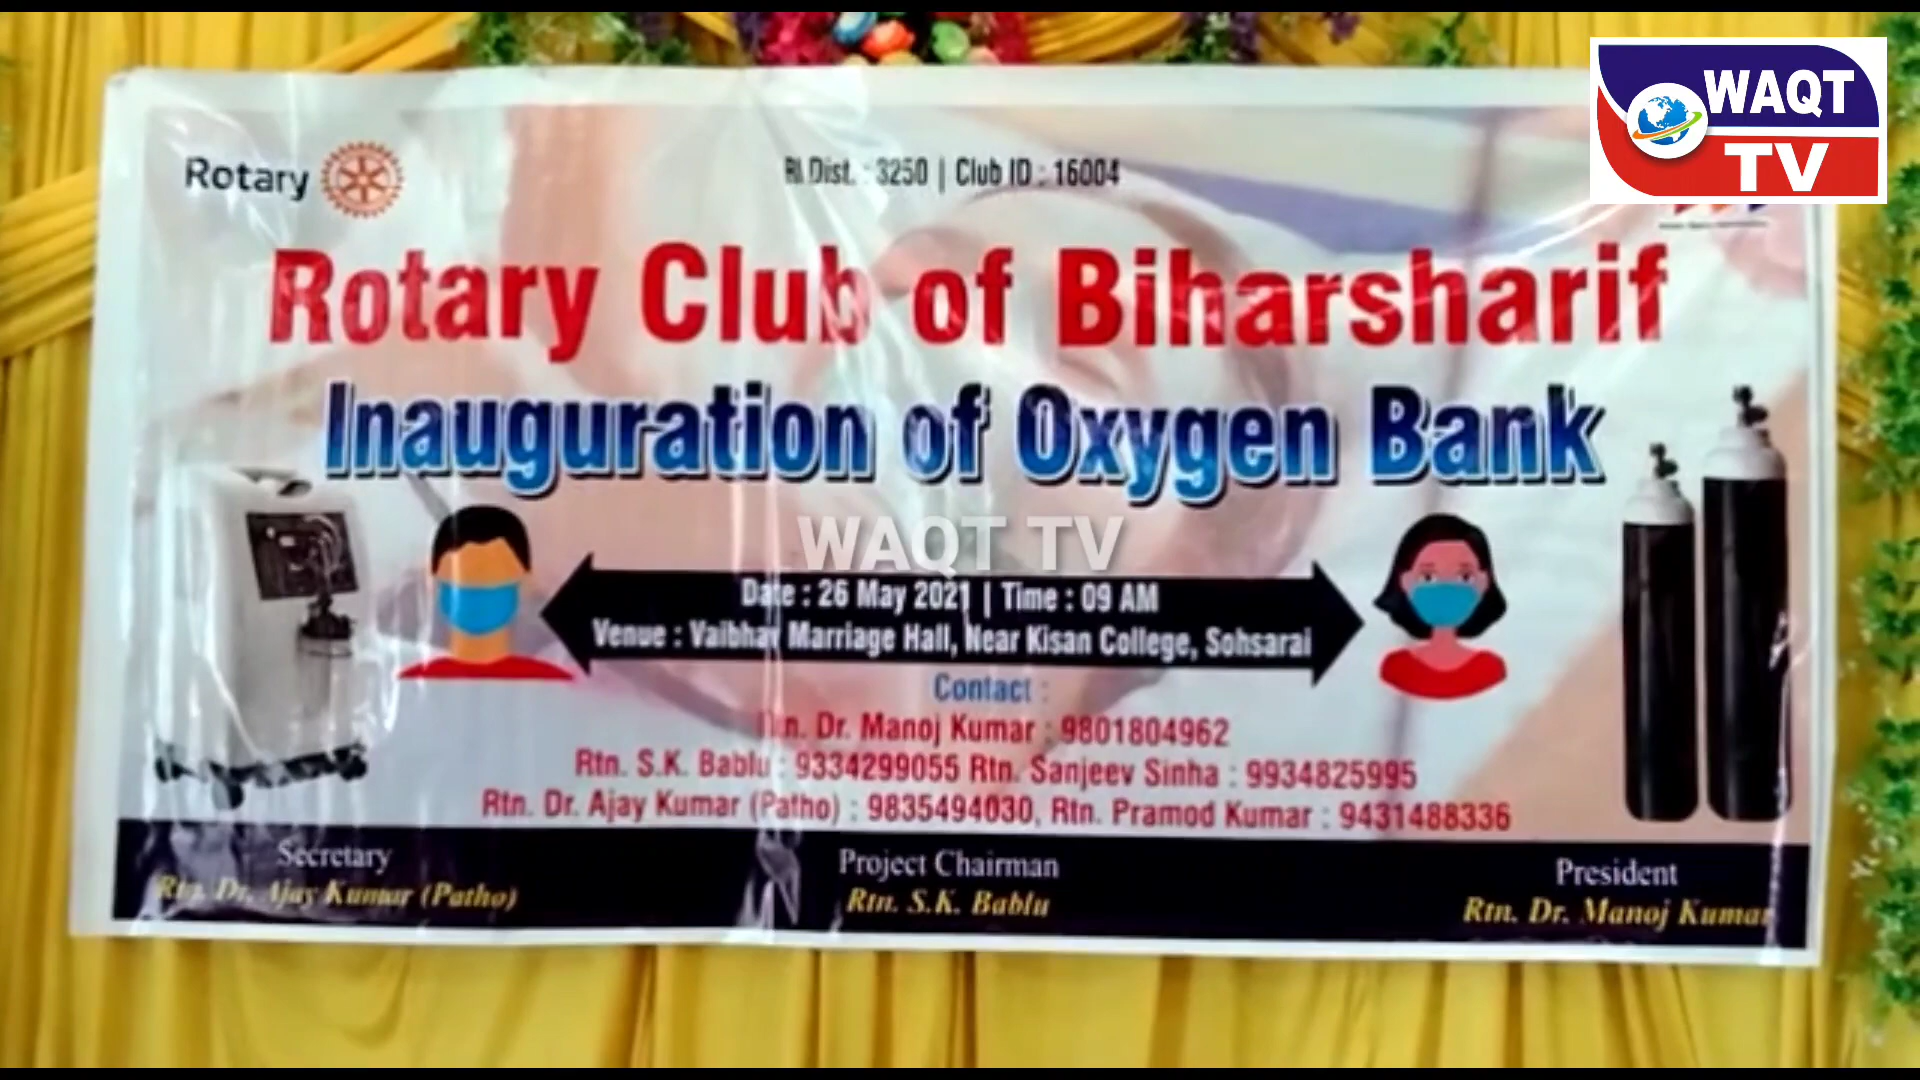 WAQT
TV
Rotary
RI Dist. : 3250 | Club ID : 16004
Rotary Club of Biharsharif
Inauguration of Oxygen Bank
WAQT TV
Date : 26 May 2021 | Time : 09 AM
Venue : Vaibhav Marriage Hall, Near Kisan College, Sohsarai
Contact :
Rtn. Dr. Manoj Kumar : 9801804962
Rtn. S.K. Bablu : 9334299055 Rtn. Sanjeev Sinha : 9934825995
Rtn. Dr. Ajay Kumar (Patho) : 9835494030, Rtn. Pramod Kumar : 9431488336
Secretary
Rtn. Dr. Ajay Kumar (Patho)
Project Chairman
Rtn. S.K. Bablu
President
Rtn. Dr. Manoj Kumar